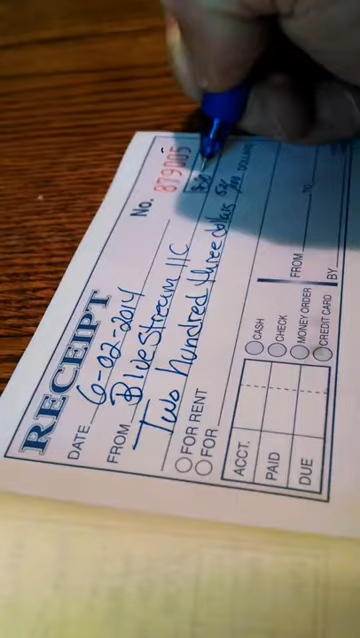 RECEIPT
DATE 6-02-2014 No. 879005
FROM BlueStream LLC
Two hundred three dollars DOLLARS
FOR RENT
FOR
ACCT.
PAID
DUE
CASH
CHECK
MONEY ORDER
CREDIT CARD
FROM TO
BY